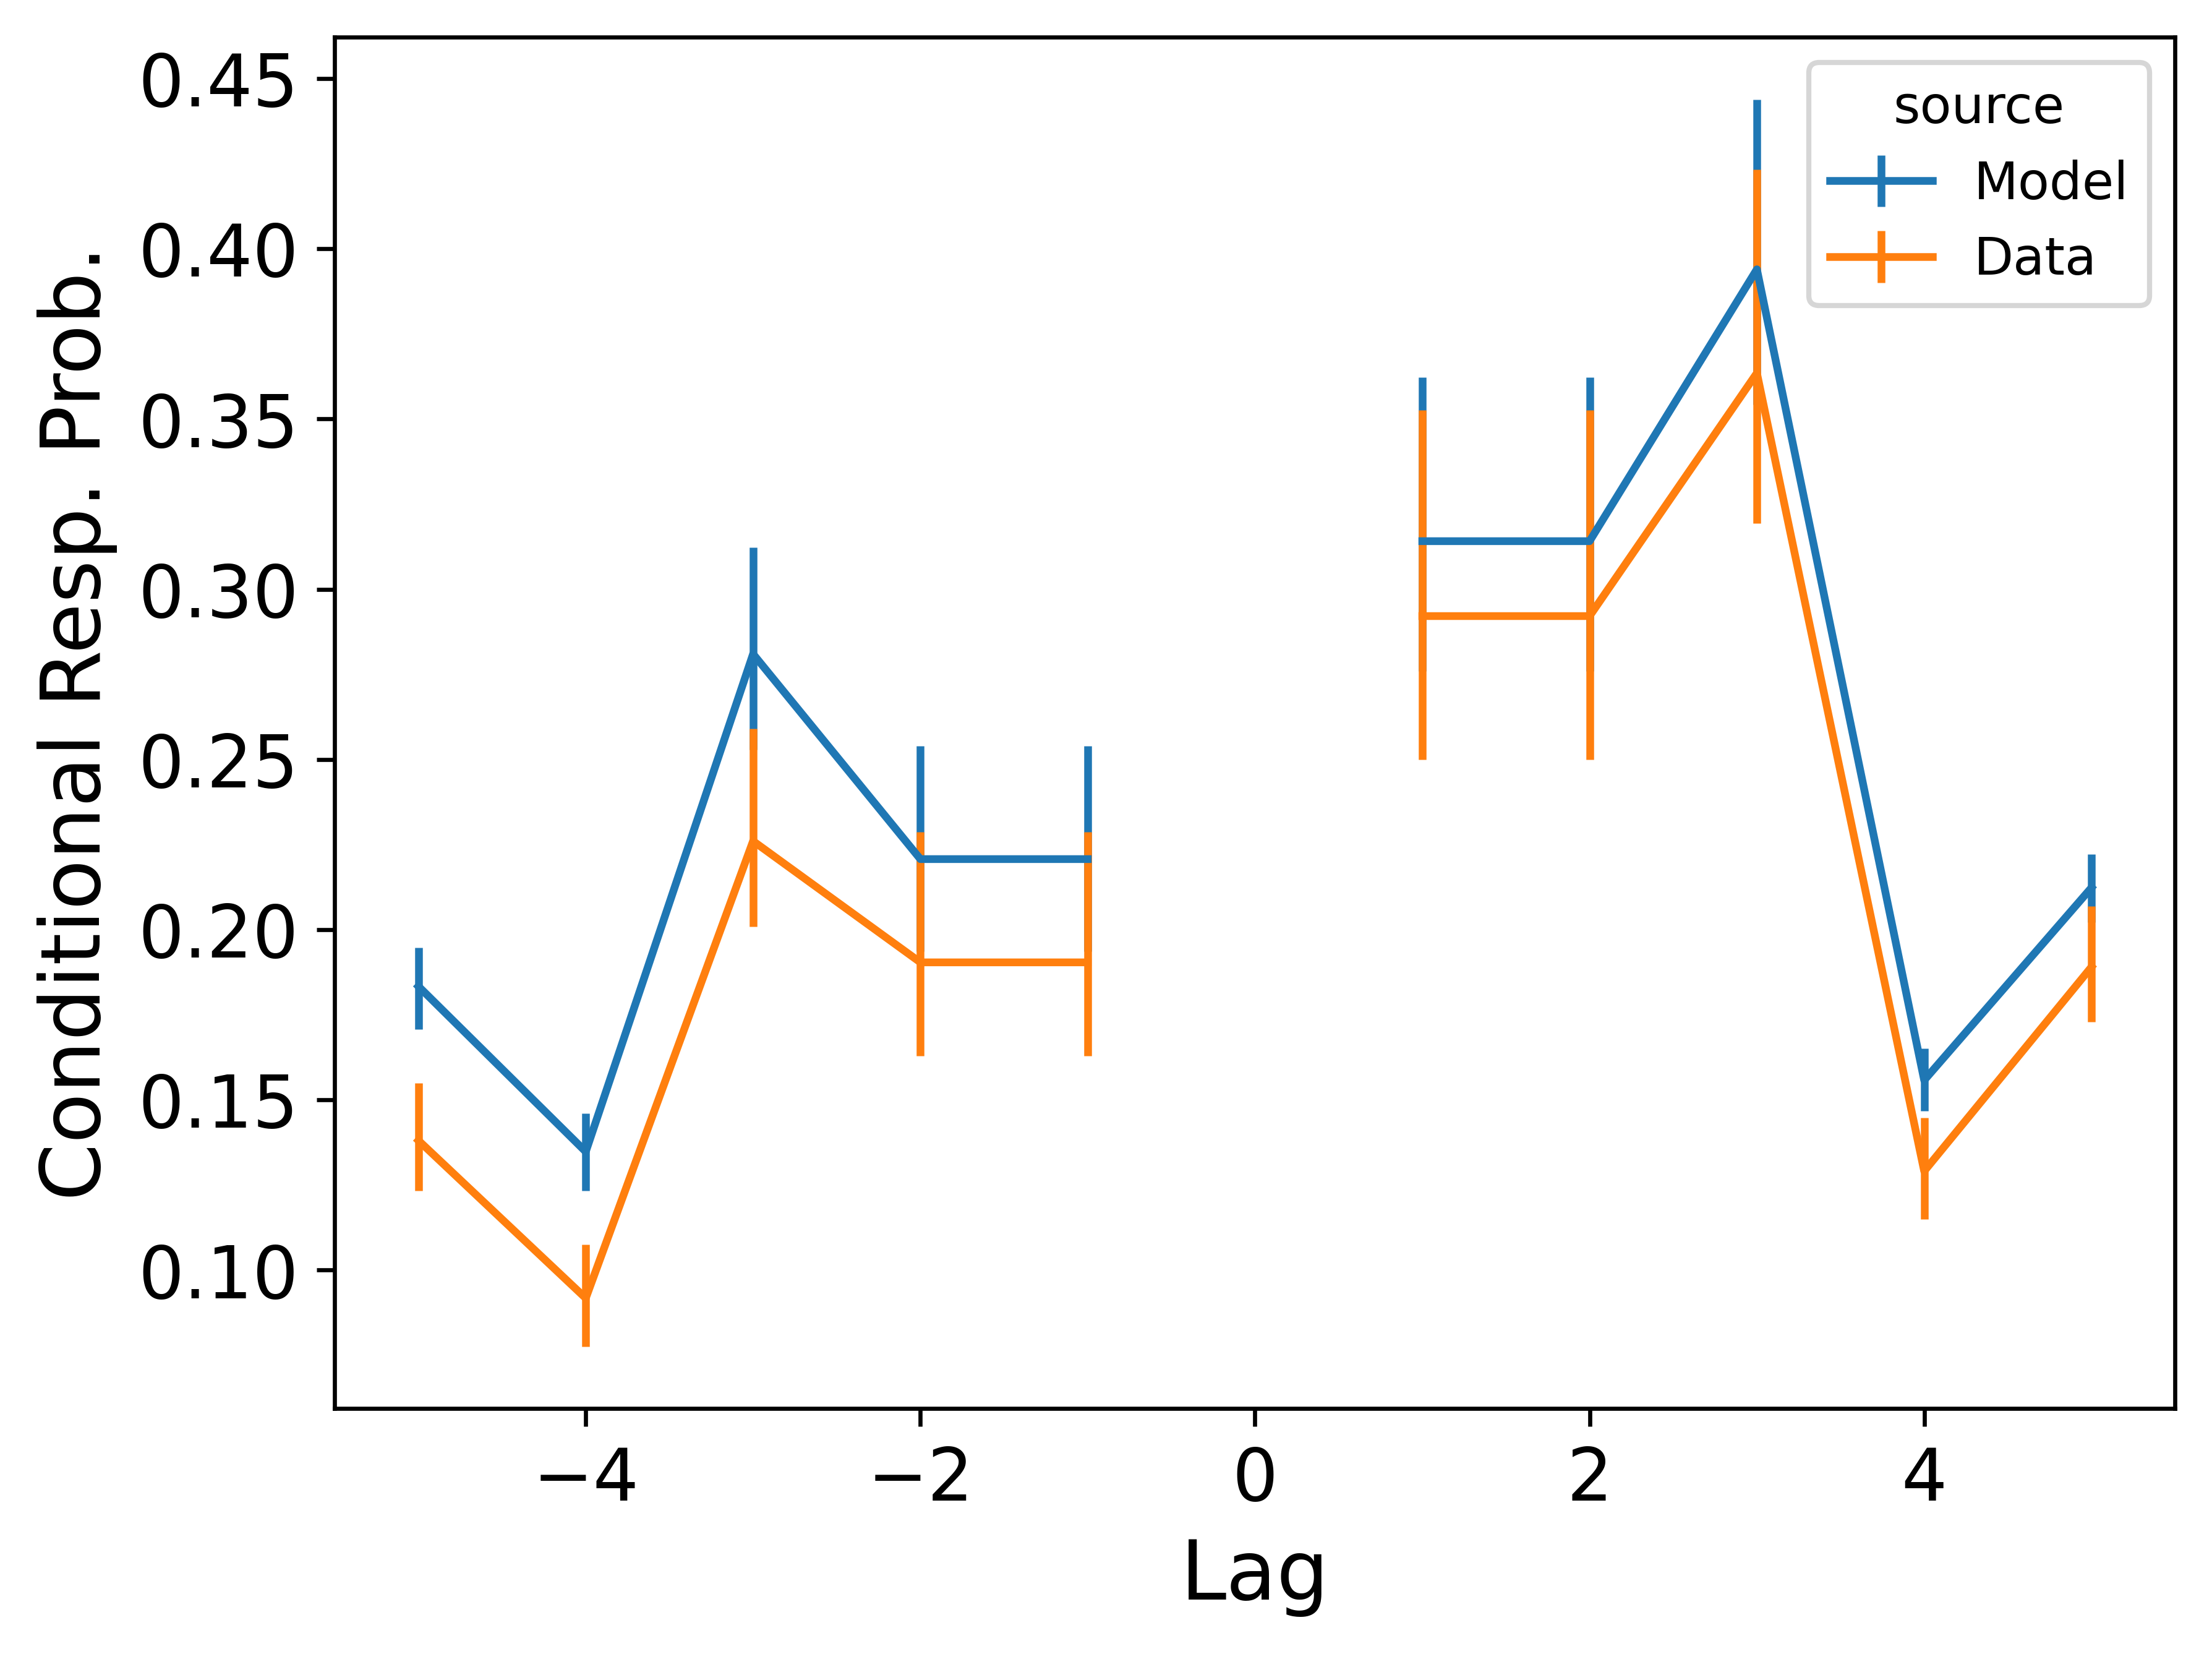 Conditional Resp. Prob.
0.45
0.40
0.35
0.30
0.25
0.20
0.15
0.10
source
Model
Data
−4 −2 0 2 4
Lag